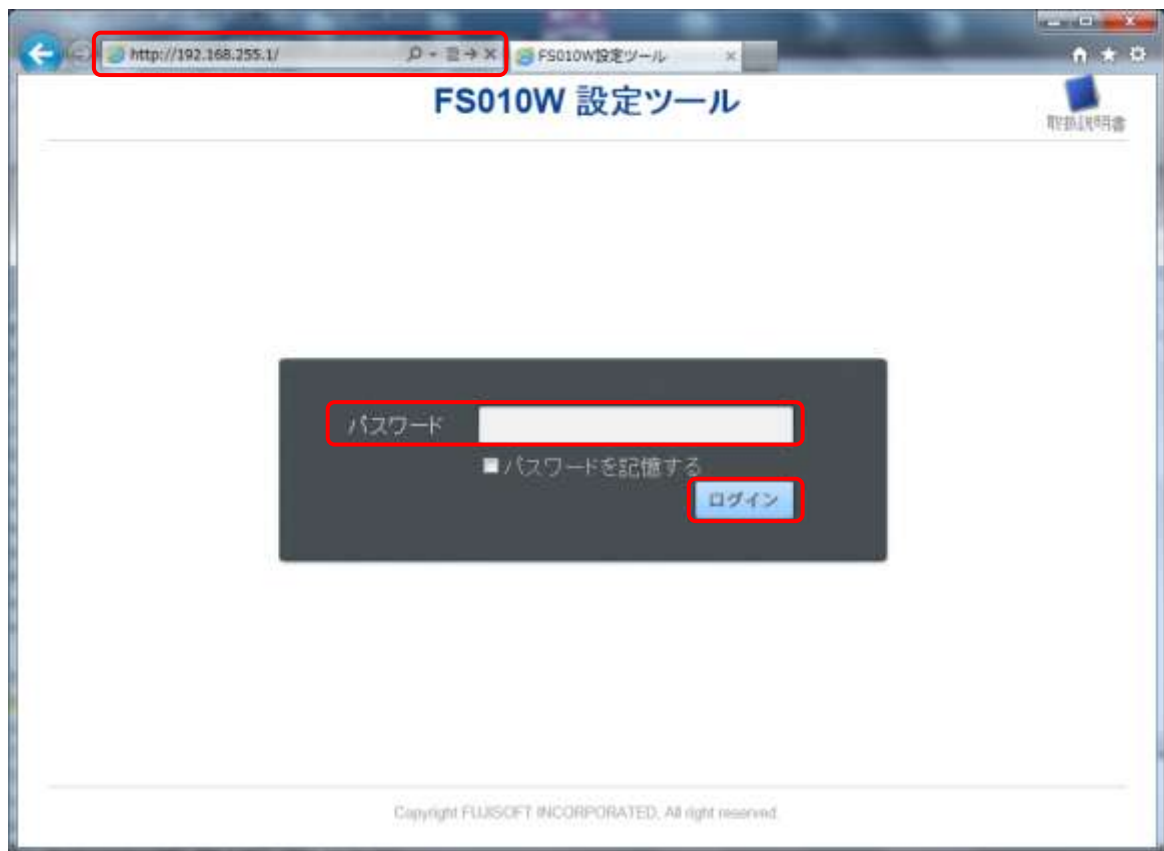 http://192.168.255.1/
FS010W設定ツール
FS010W 設定ツール
取扱説明書
パスワード
パスワードを記憶する
ログイン
Copyright FUJISOFT INCORPORATED, All right reserved.